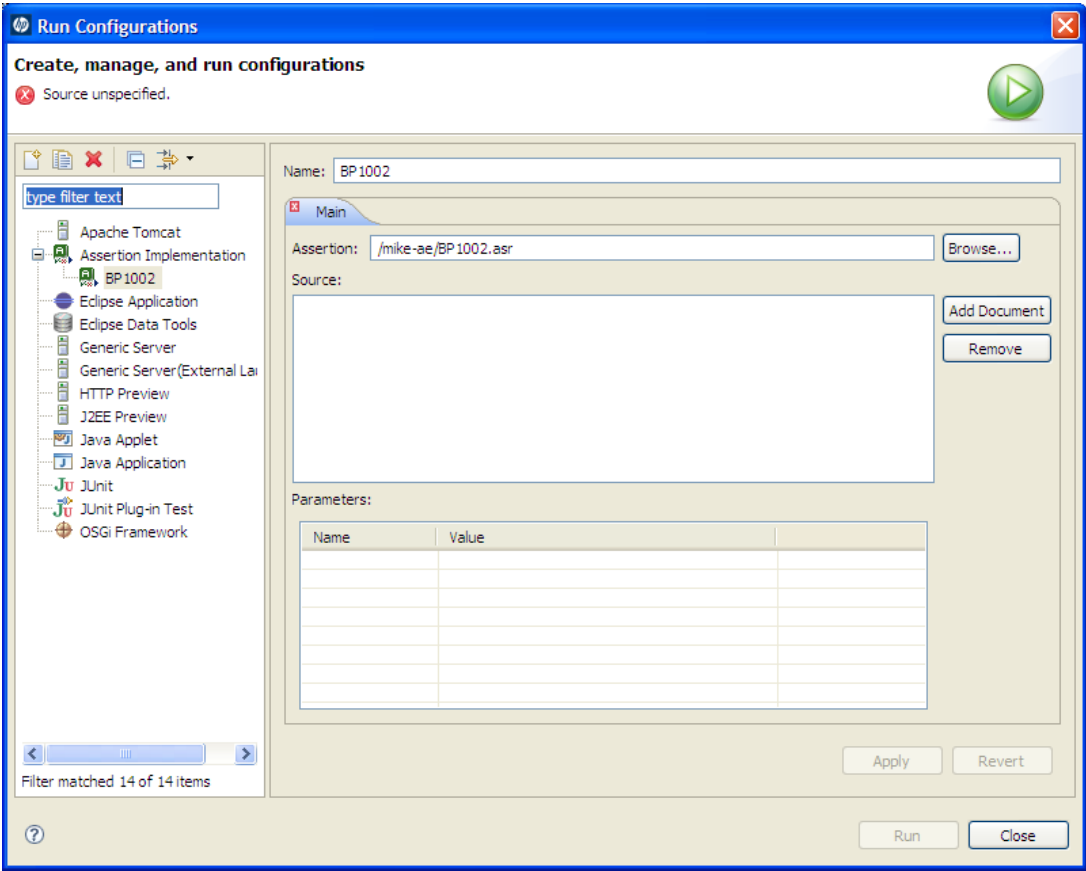 Run Configurations
Create, manage, and run configurations
Source unspecified.
type filter text
Apache Tomcat
Assertion Implementation
BP1002
Eclipse Application
Eclipse Data Tools
Generic Server
Generic Server(External Lau
HTTP Preview
J2EE Preview
Java Applet
Java Application
JUnit
JUnit Plug-in Test
OSGi Framework
Filter matched 14 of 14 items
Name: BP1002
Main
Assertion: /mike-ae/BP1002.asr Browse...
Source:
Add Document
Remove
Parameters:
Name Value
Apply Revert
Run Close